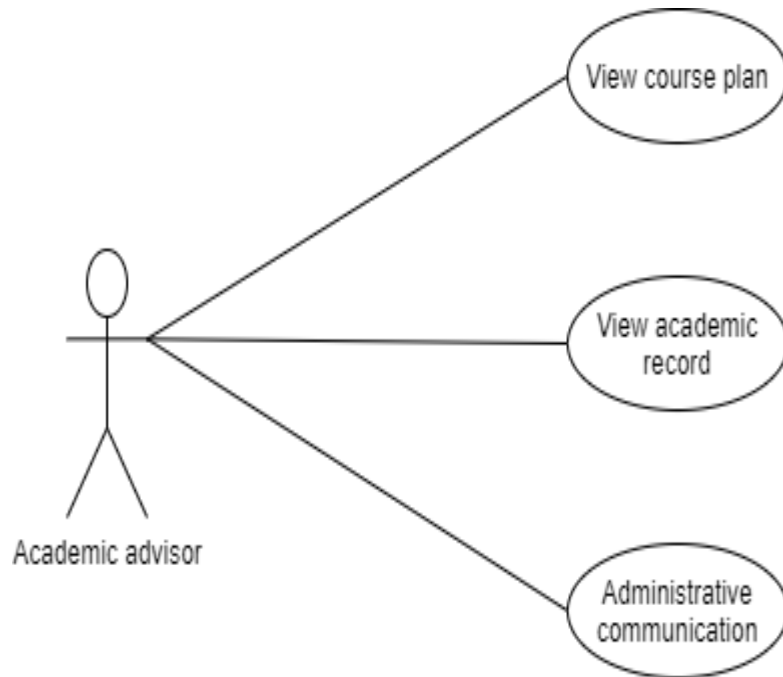 View course plan
View academic
record
Academic advisor
Administrative
communication